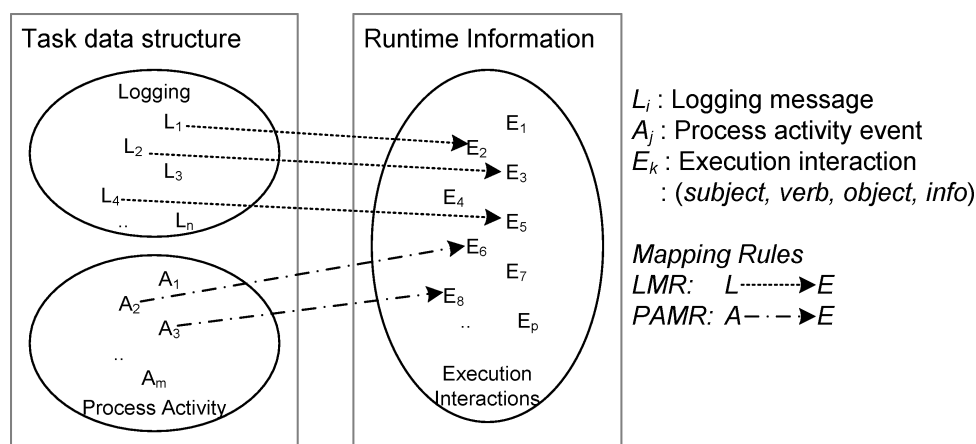 Task data structure
Logging
L1
L2
L3
L4
..
Ln
A1
A2
A3
..
Am
Process Activity
Runtime Information
E1
E2
E3
E4
E5
E6
E7
E8
..
Ep
Execution
Interactions
Li : Logging message
Aj : Process activity event
Ek : Execution interaction
: (subject, verb, object, info)
Mapping Rules
LMR: L E
PAMR: A E